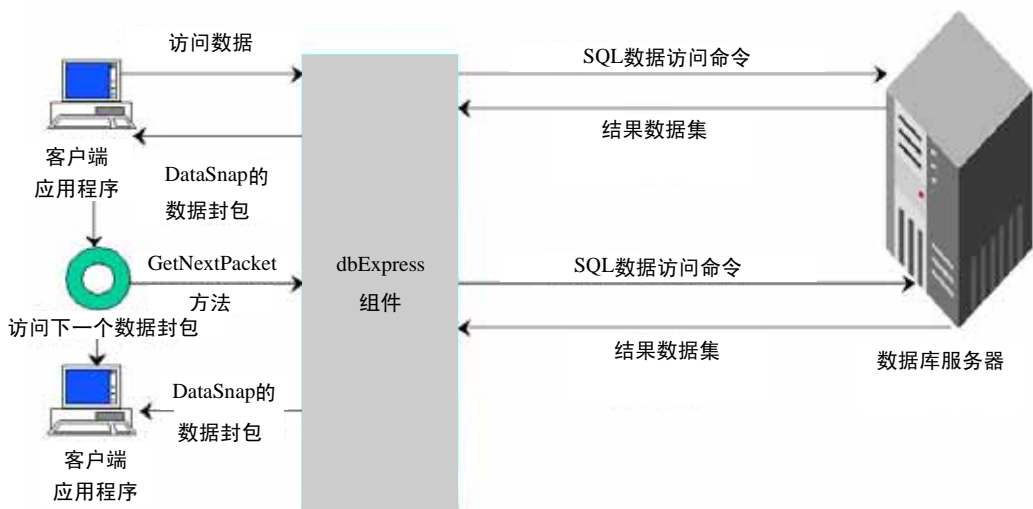 访问数据
SQL数据访问命令
结果数据集
客户端
应用程序
DataSnap的
数据封包
GetNextPacket
方法
dbExpress
组件
SQL数据访问命令
访问下一个数据封包
结果数据集
数据库服务器
DataSnap的
数据封包
客户端
应用程序